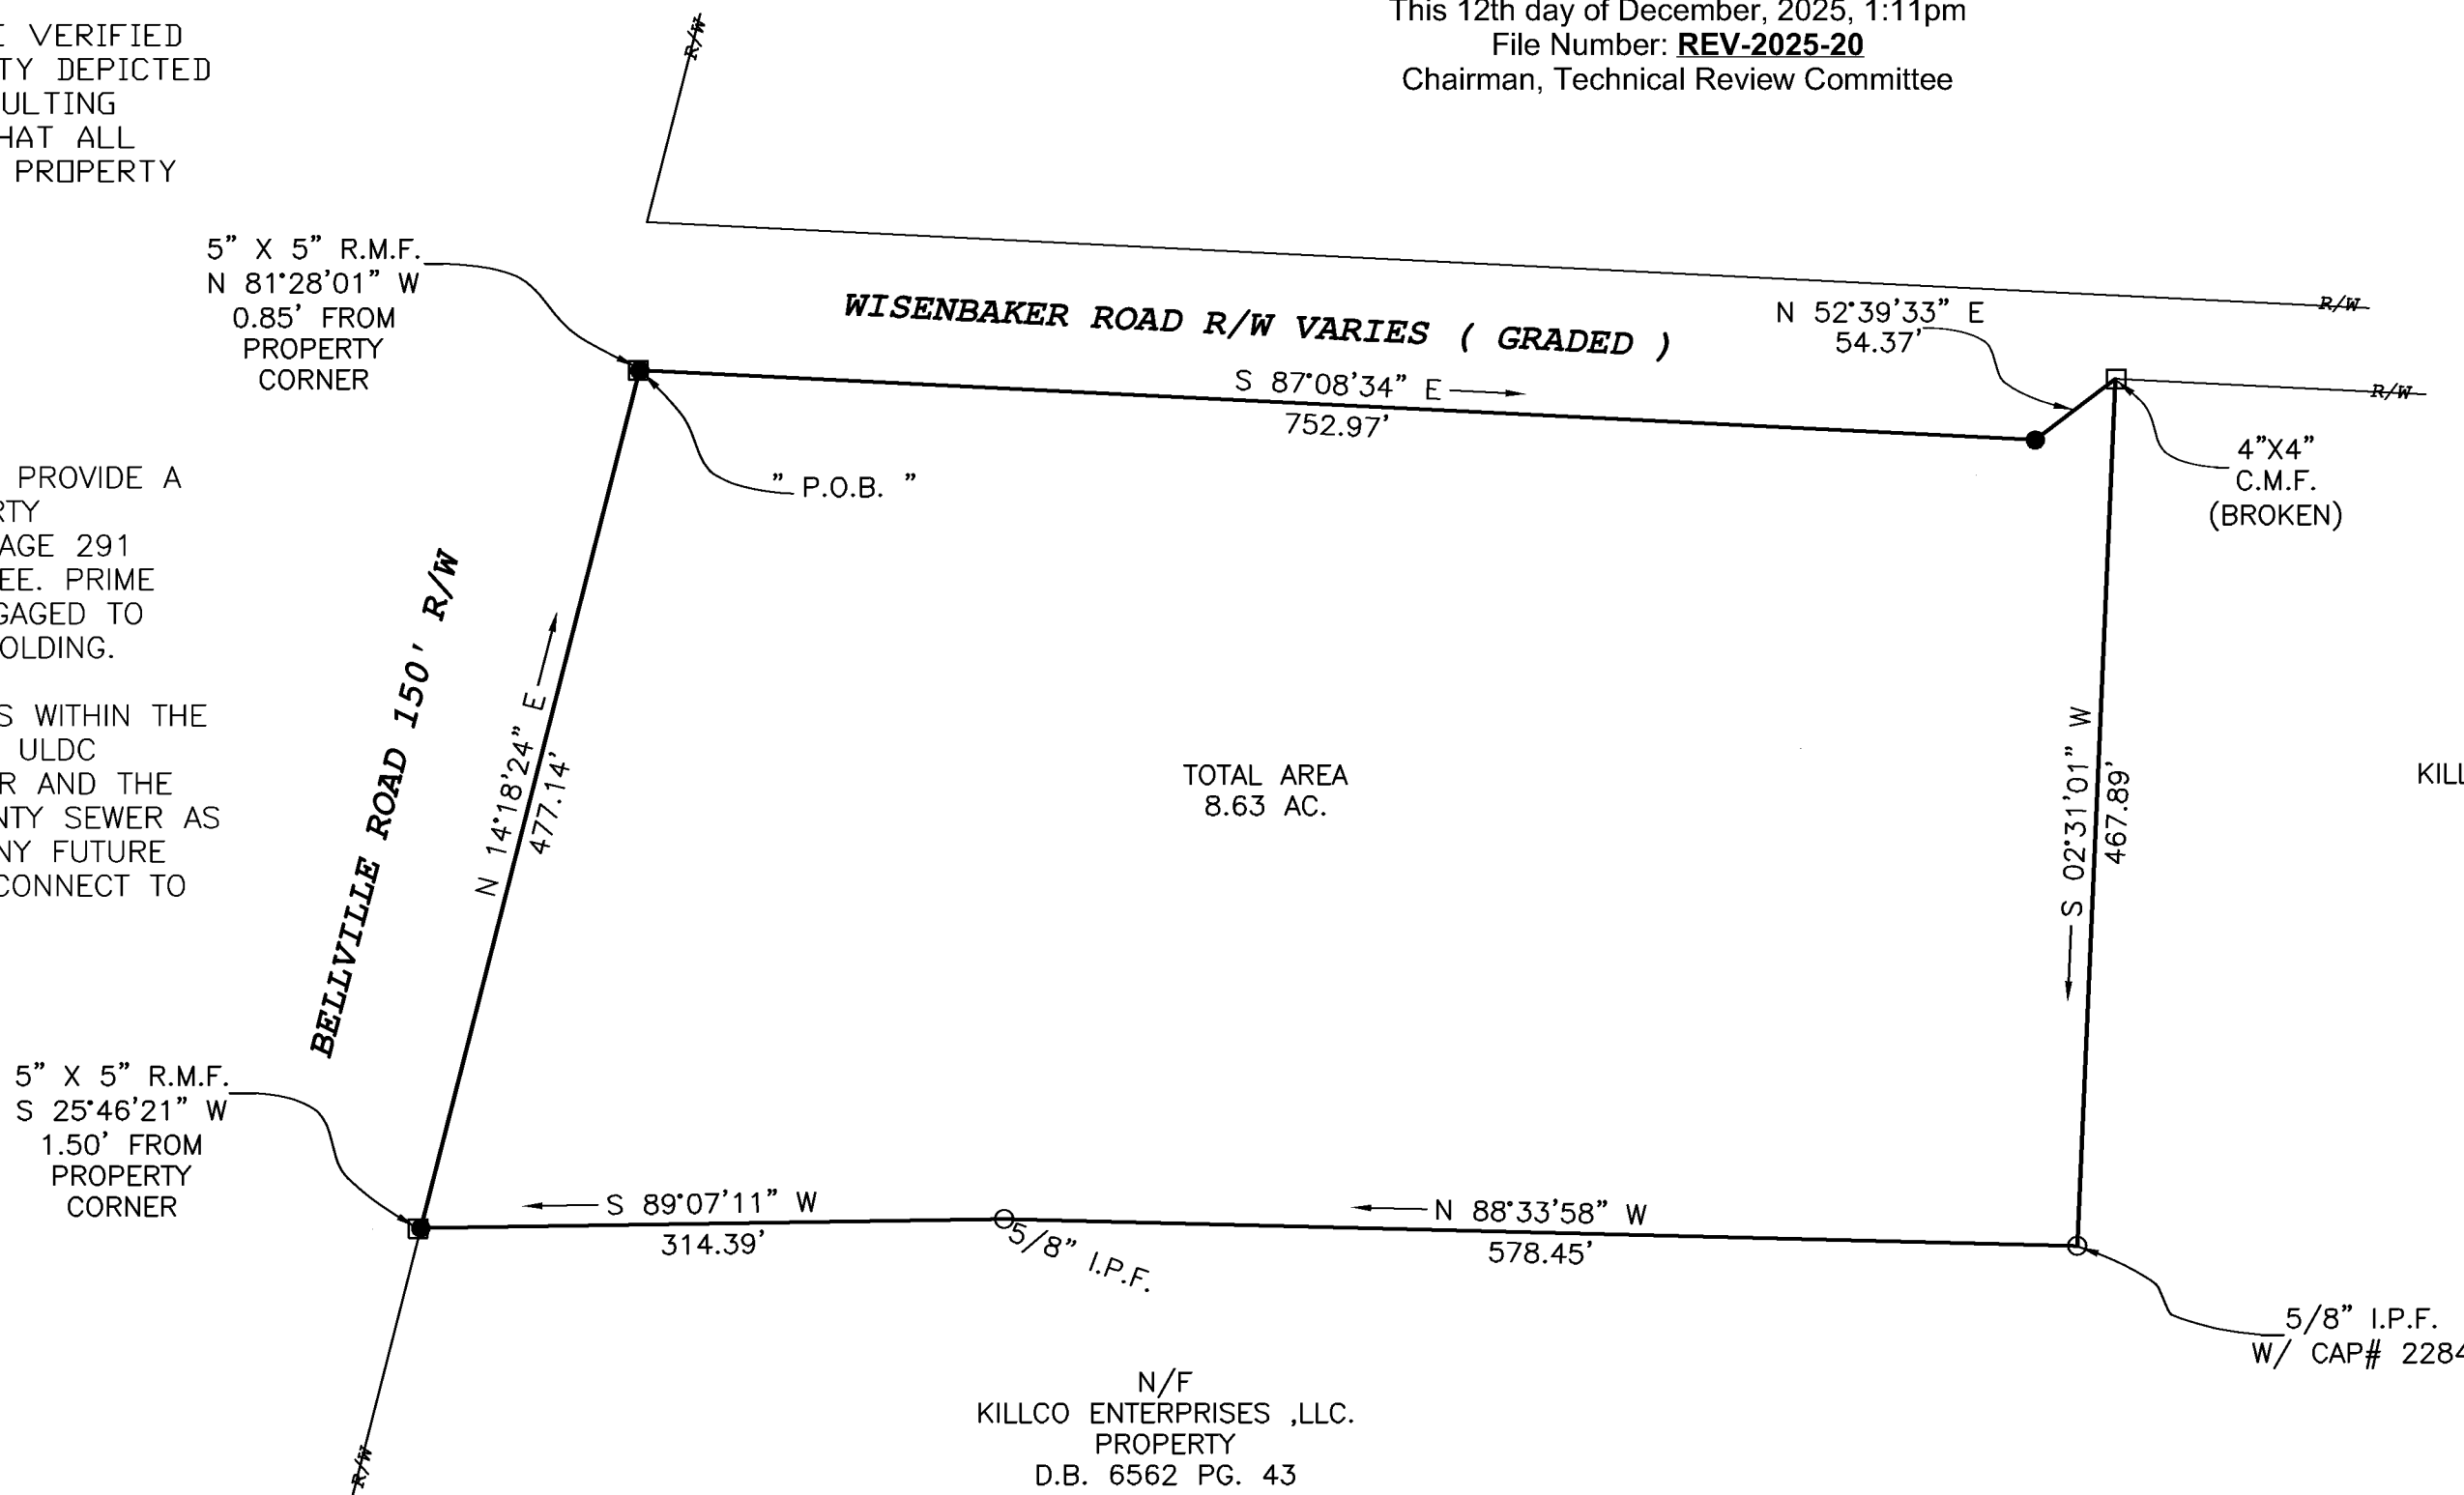 This 12th day of December, 2025, 1:11pm
File Number: REV-2025-20
Chairman, Technical Review Committee
VERIFIED
TY DEPICTED
ULTING
HAT ALL
PROPERTY
R/W
5" X 5" R.M.F.
N 81°28'01" W
0.85' FROM
PROPERTY
CORNER
WISENBAKER ROAD R/W VARIES ( GRADED )
R/W
N 52°39'33" E
54.37'
S 87°08'34" E
752.97'
R/W
4"X4"
C.M.F.
(BROKEN)
" P.O.B. "
PROVIDE A
RTY
AGE 291
EE. PRIME
GAGED TO
OLDING.
S WITHIN THE
ULDC
R AND THE
NTY SEWER AS
NY FUTURE
CONNECT TO
BELLVILLE ROAD 150' R/W
N 14°18'24" E
477.14'
TOTAL AREA
8.63 AC.
S 02°31'01" W
467.89'
KILL
5" X 5" R.M.F.
S 25°46'21" W
1.50' FROM
PROPERTY
CORNER
S 89°07'11" W
314.39'
5/8" I.P.F.
N 88°33'58" W
578.45'
5/8" I.P.F.
W/ CAP# 2284
N/F
KILLCO ENTERPRISES ,LLC.
PROPERTY
D.B. 6562 PG. 43
R/W